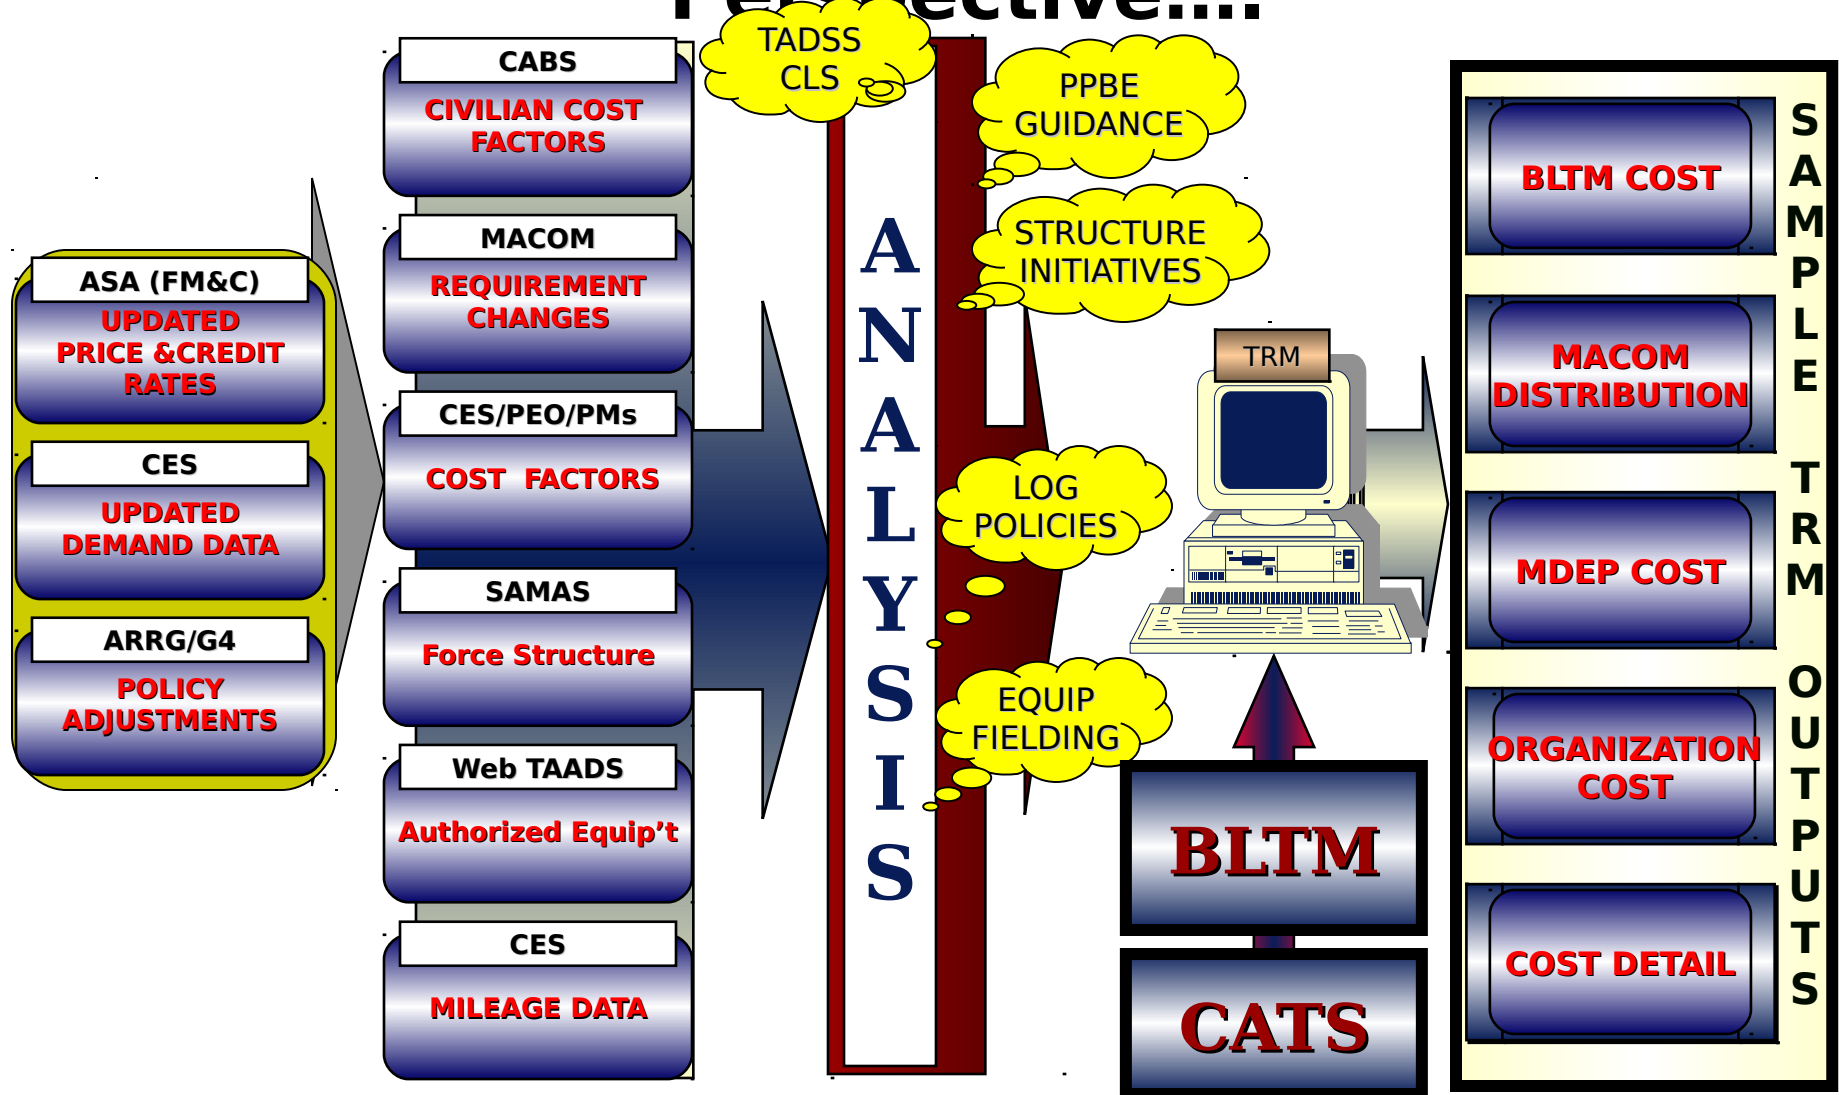 Perspective....
ASA (FM&C)
UPDATED
PRICE &CREDIT
RATES
CES
UPDATED
DEMAND DATA
ARRG/G4
POLICY
ADJUSTMENTS
CABS
CIVILIAN COST
FACTORS
MACOM
REQUIREMENT
CHANGES
CES/PEO/PMs
COST  FACTORS
SAMAS
Force Structure
Web TAADS
Authorized Equip’t
CES
MILEAGE DATA
TADSS
CLS
ANALYSIS
PPBE
GUIDANCE
STRUCTURE
INITIATIVES
LOG
POLICIES
EQUIP
FIELDING
TRM
BLTM
CATS
BLTM COST
MACOM
DISTRIBUTION
MDEP COST
ORGANIZATION
COST
COST DETAIL
SAMPLE TRM OUTPUTS